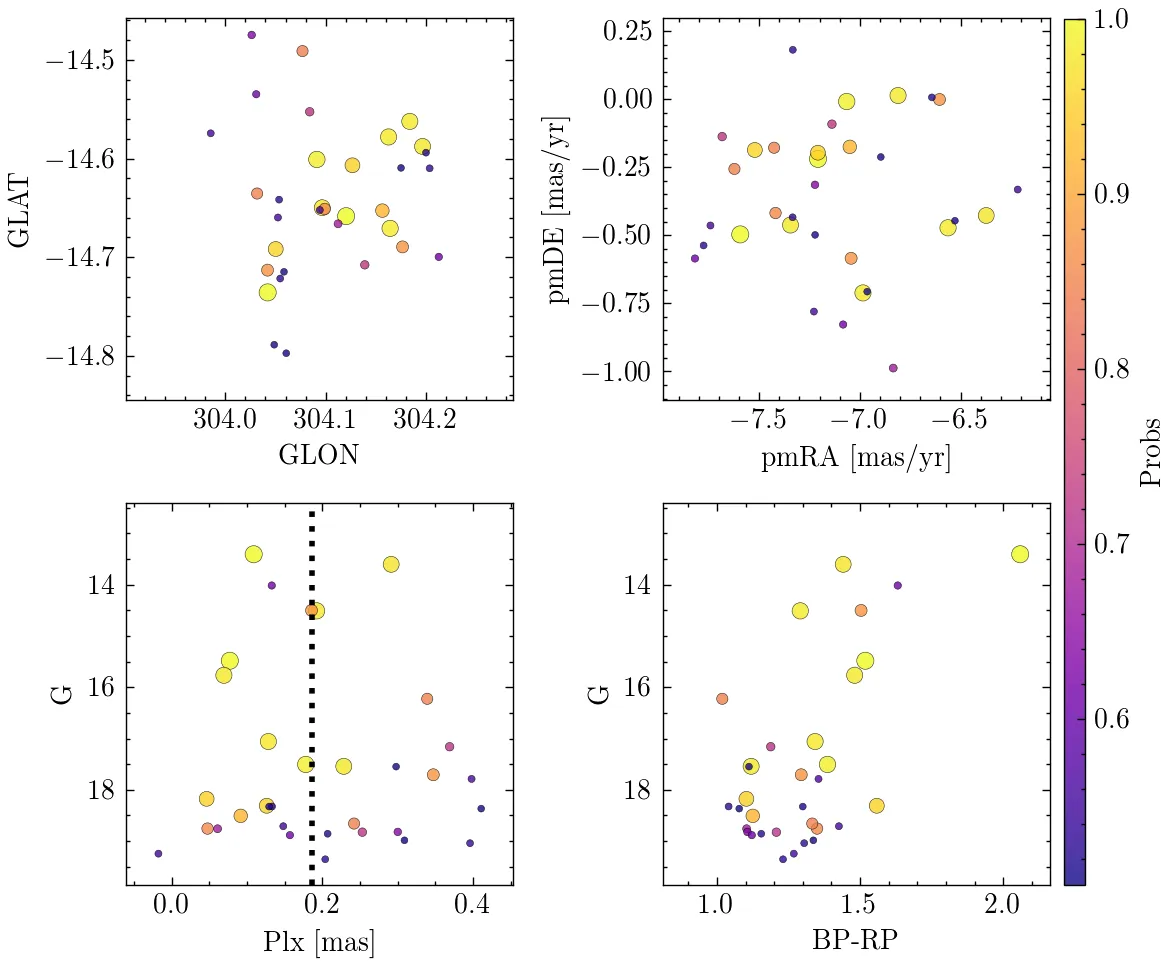 −14.5
−14.6
−14.7
−14.8
GLAT
304.0 304.1 304.2
GLON
0.25
0.00
−0.25
−0.50
−0.75
−1.00
pmDE [mas/yr]
−7.5 −7.0 −6.5
pmRA [mas/yr]
14
16
18
G
0.0 0.2 0.4
Plx [mas]
14
16
18
G
1.0 1.5 2.0
BP-RP
1.0
0.9
0.8
0.7
0.6
Probs